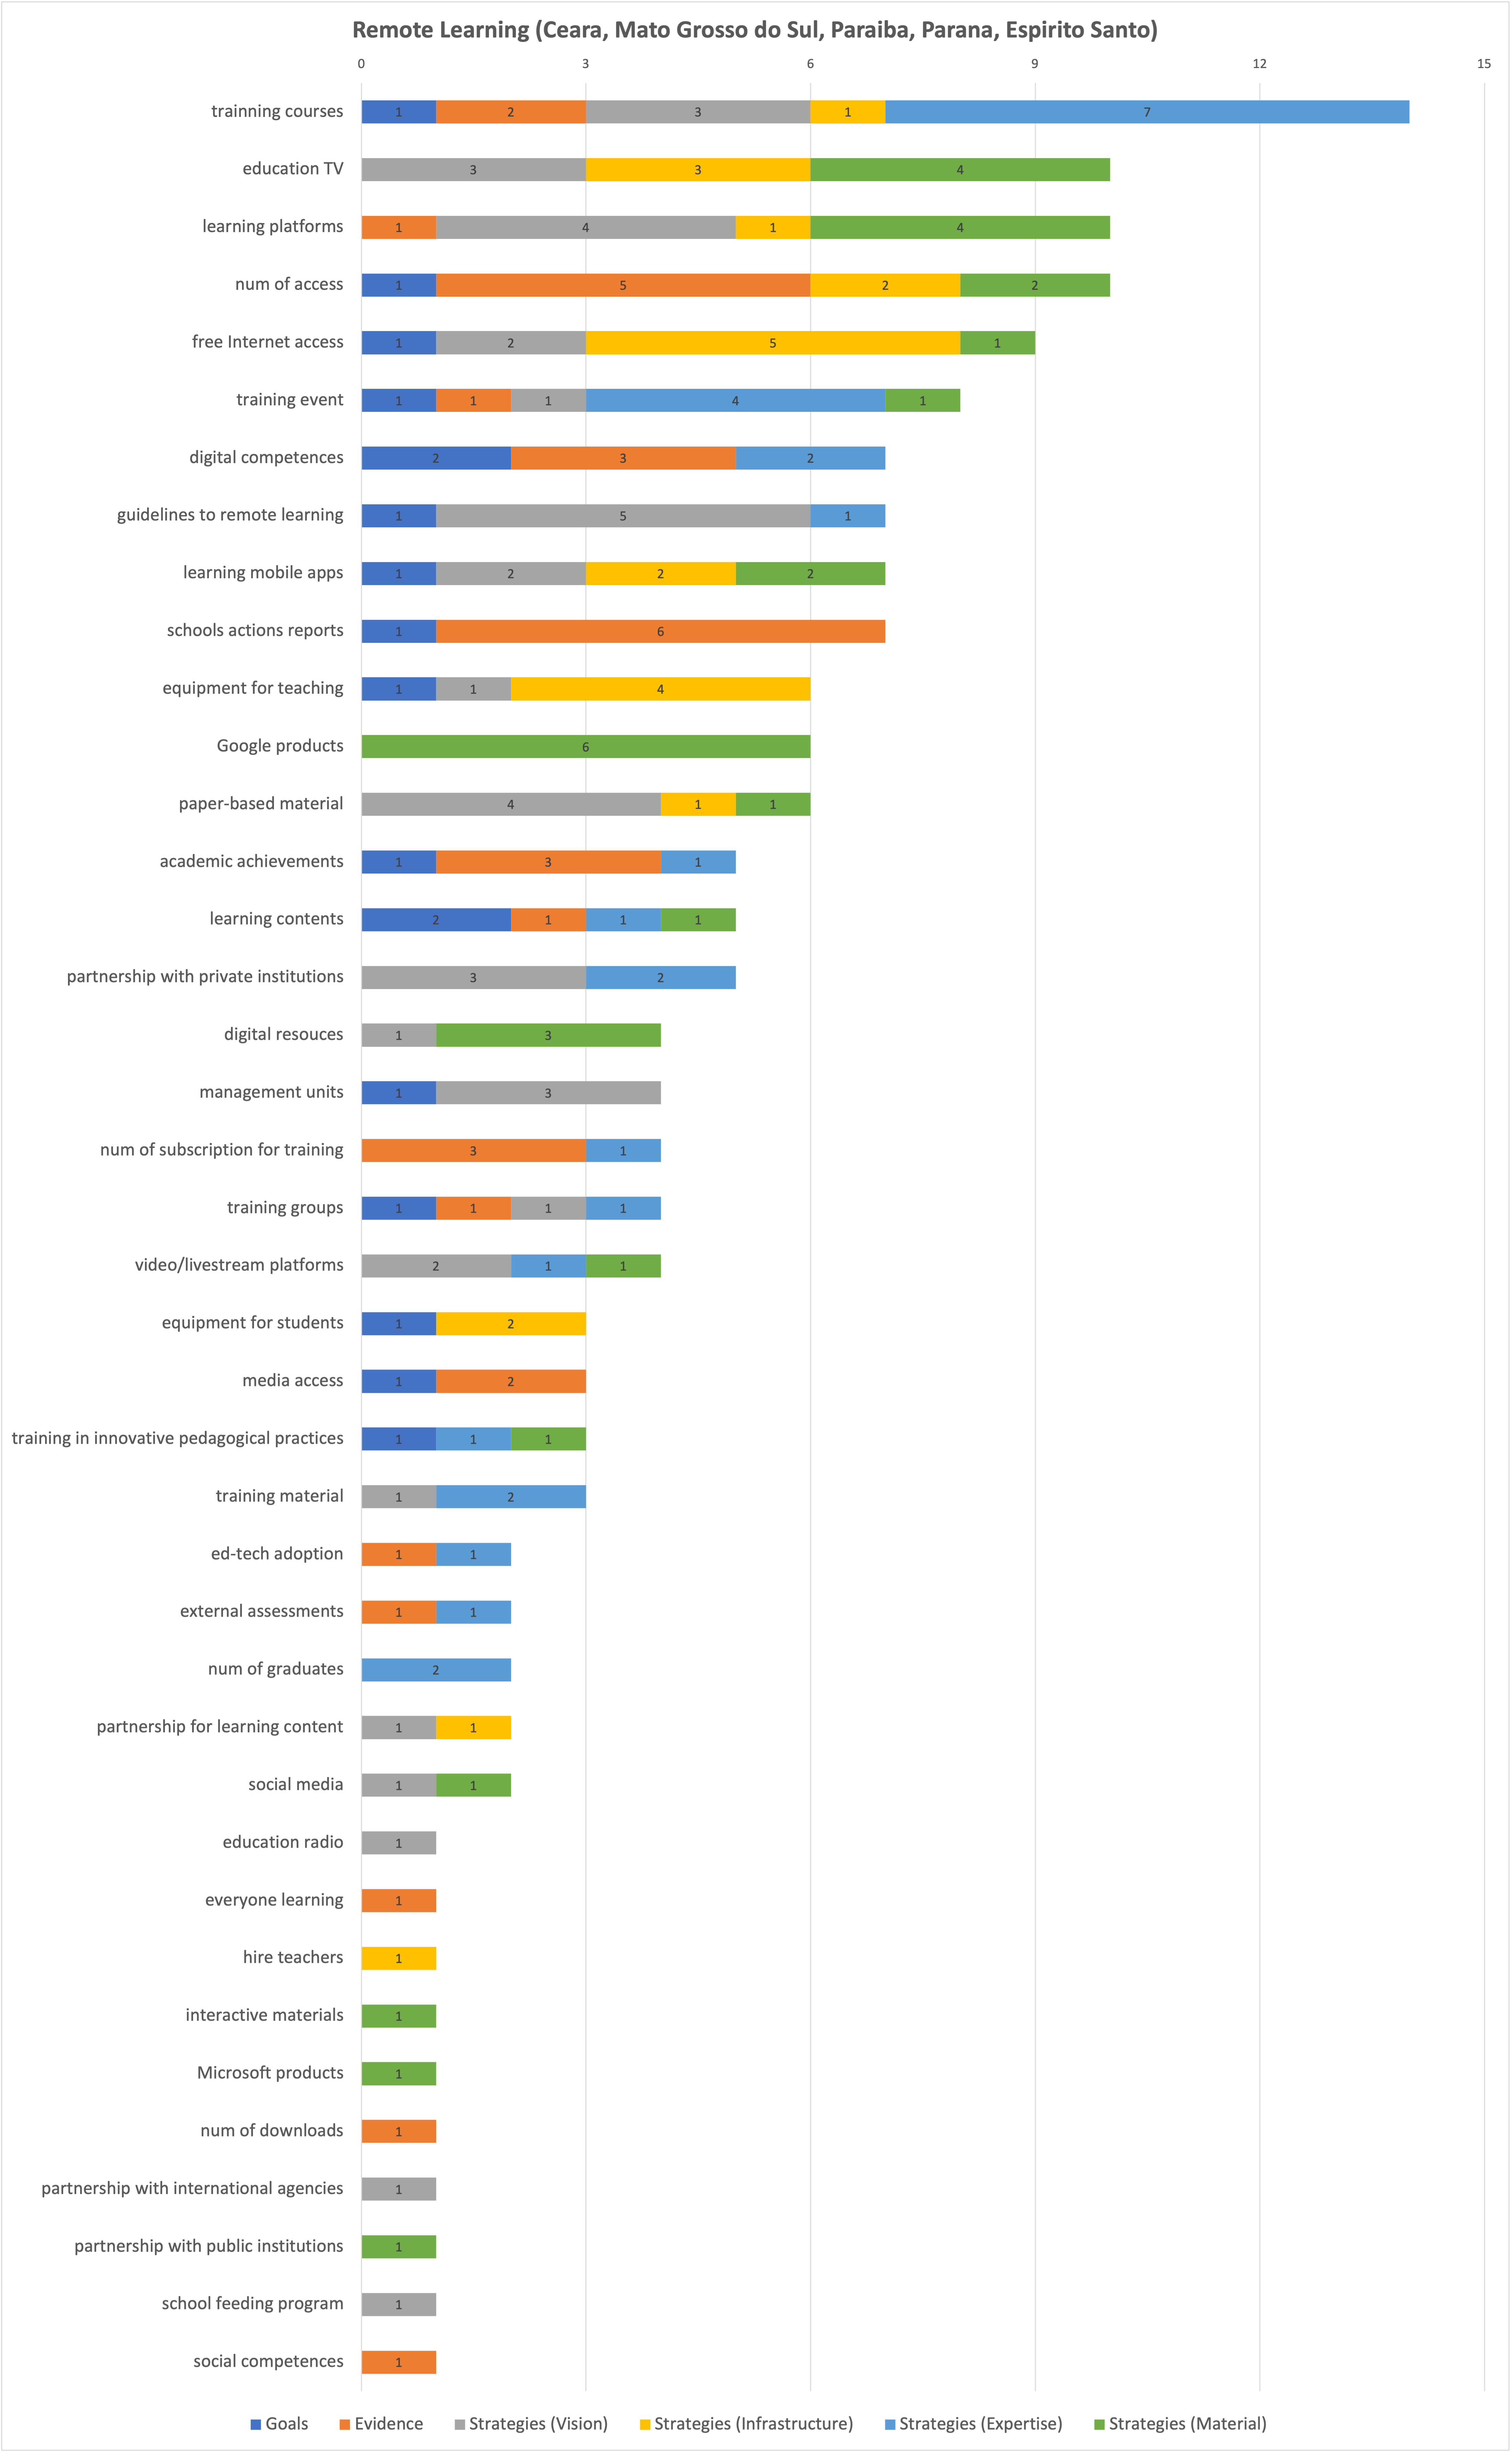 Remote Learning (Ceara, Mato Grosso do Sul, Paraiba, Parana, Espirito Santo)
0 3 6 9 12 15
trainning courses 1 2 3 1 7
education TV 3 3 4
learning platforms 1 4 1 4
num of access 1 5 2 2
free Internet access 1 2 5 1
training event 1 1 1 4 1
digital competences 2 3 2
guidelines to remote learning 1 5 1
learning mobile apps 1 2 2 2
schools actions reports 1 6
equipment for teaching 1 1 4
Google products 6
paper-based material 4 1 1
academic achievements 1 3 1
learning contents 2 1 1 1
partnership with private institutions 3 2
digital resouces 1 3
management units 1 3
num of subscription for training 3 1
training groups 1 1 1 1
video/livestream platforms 2 1 1
equipment for students 1 2
media access 1 2
training in innovative pedagogical practices 1 1 1
training material 1 2
ed-tech adoption 1 1
external assessments 1 1
num of graduates 2
partnership for learning content 1 1
social media 1 1
education radio 1
everyone learning 1
hire teachers 1
interactive materials 1
Microsoft products 1
num of downloads 1
partnership with international agencies 1
partnership with public institutions 1
school feeding program 1
social competences 1
Goals Evidence Strategies (Vision) Strategies (Infrastructure) Strategies (Expertise) Strategies (Material)